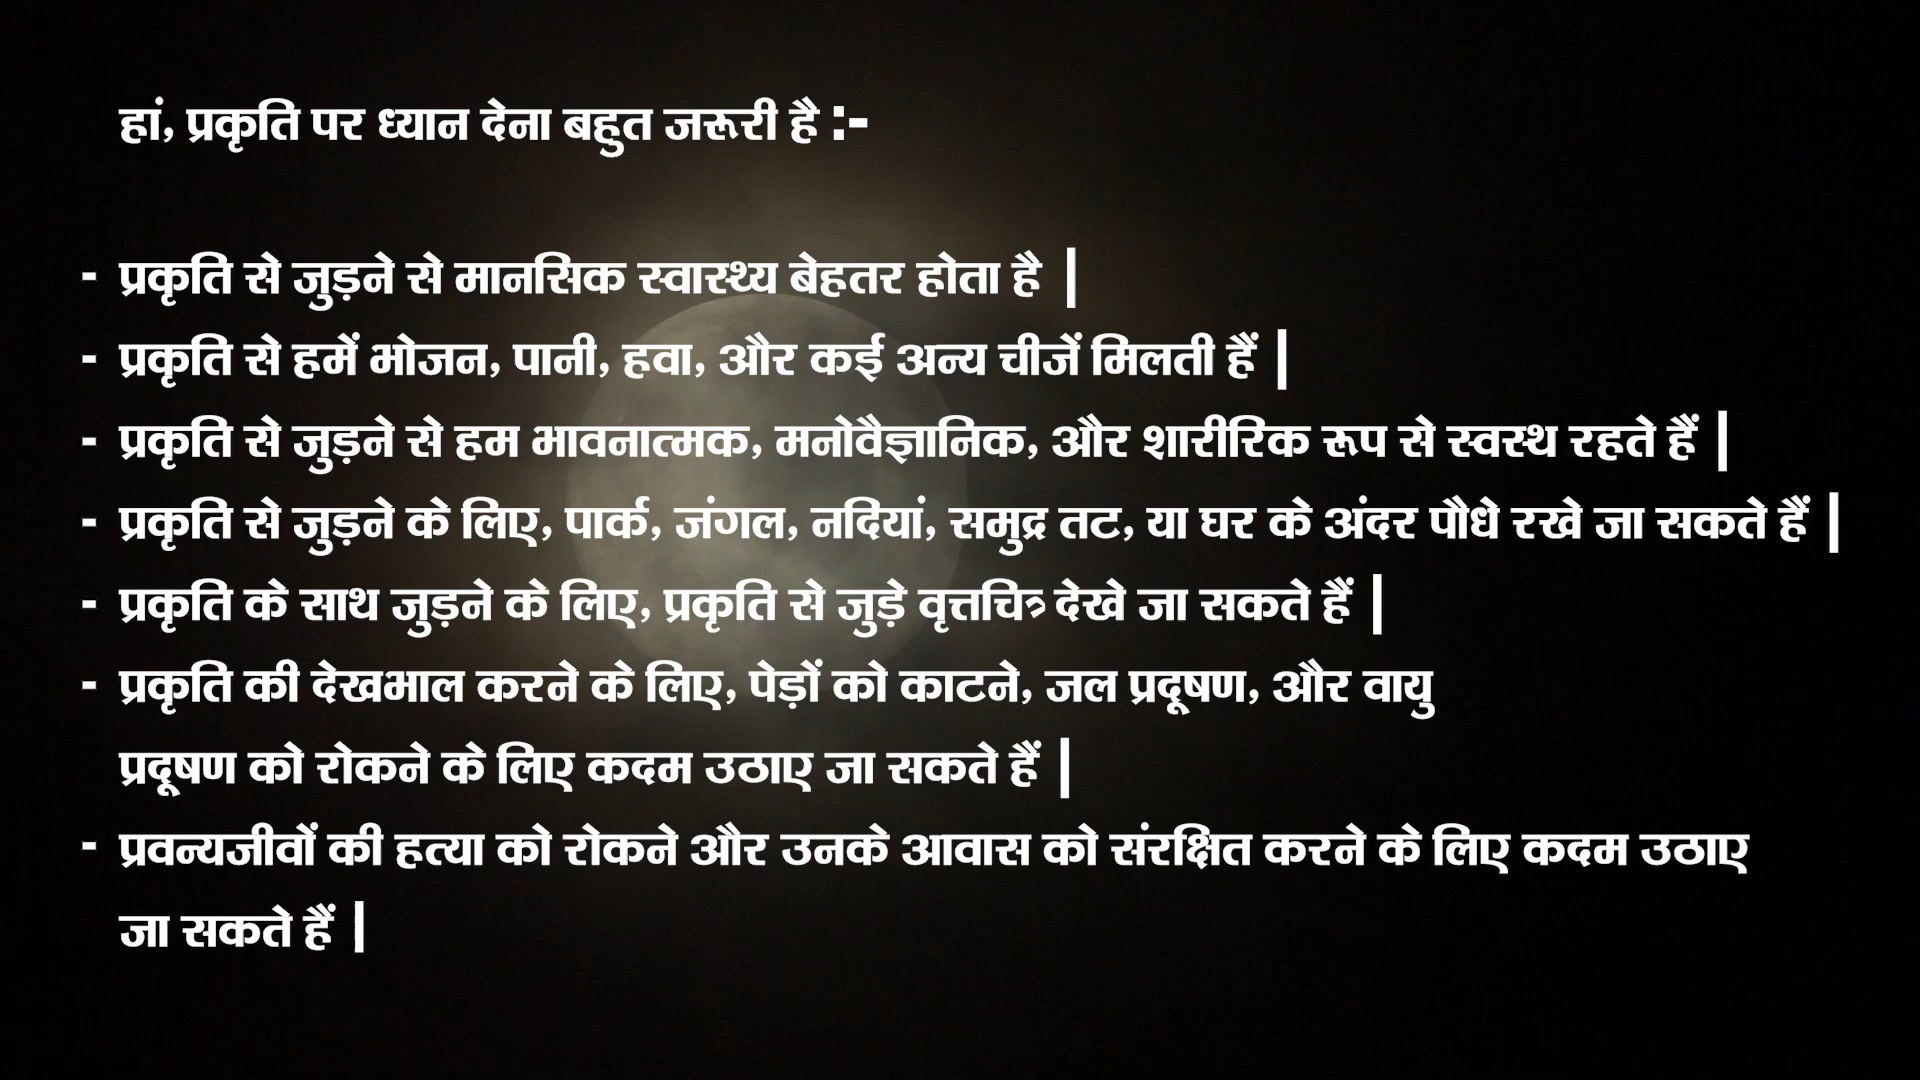 हां, प्रकृति पर ध्यान देना बहुत जरूरी है :-
- प्रकृति से जुड़ने से मानसिक स्वास्थ्य बेहतर होता है |
- प्रकृति से हमें भोजन, पानी, हवा, और कई अन्य चीजें मिलती हैं |
- प्रकृति से जुड़ने से हम भावनात्मक, मनोवैज्ञानिक, और शारीरिक रूप से स्वस्थ रहते हैं |
- प्रकृति से जुड़ने के लिए, पार्क, जंगल, नदियां, समुद्र तट, या घर के अंदर पौधे रखे जा सकते हैं |
- प्रकृति के साथ जुड़ने के लिए, प्रकृति से जुड़े वृत्तचित्र देखे जा सकते हैं |
- प्रकृति की देखभाल करने के लिए, पेड़ों को काटने, जल प्रदूषण, और वायु
प्रदूषण को रोकने के लिए कदम उठाए जा सकते हैं |
- प्रवन्यजीवों की हत्या को रोकने और उनके आवास को संरक्षित करने के लिए कदम उठाए
जा सकते हैं |